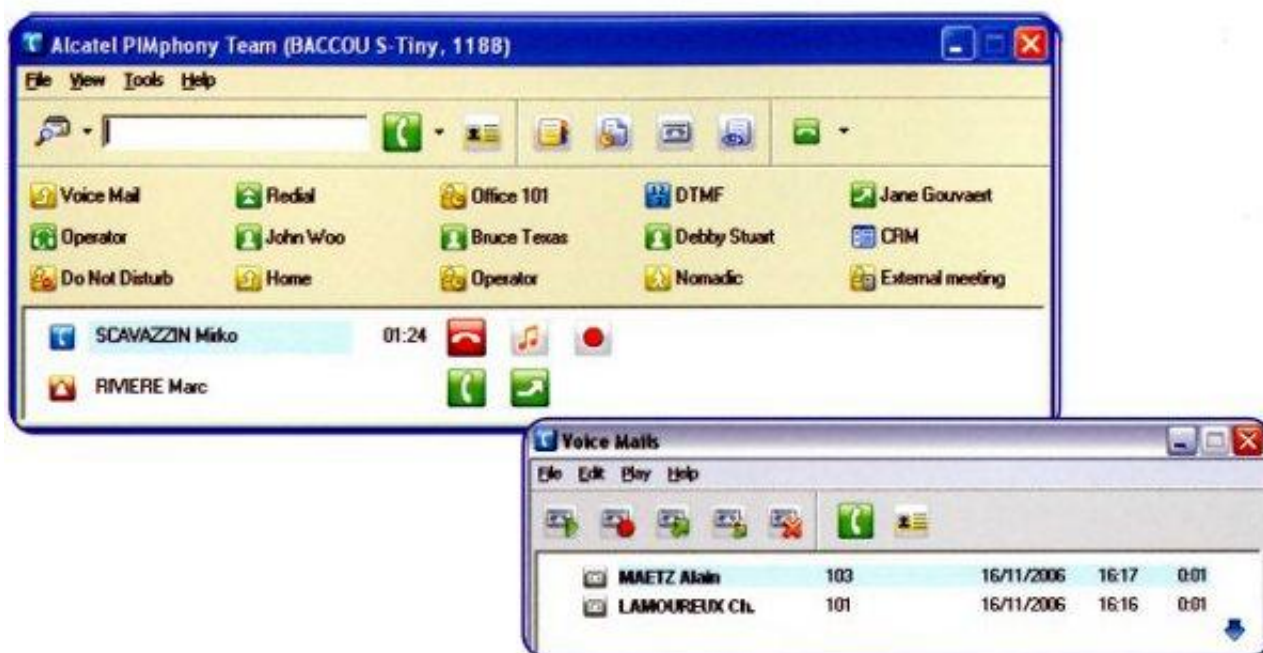 Alcatel PIMphony Team (BACCOU S-Tiny, 1188)
File View Tools Help
Voice Mail Redial Office 101 DTMF Jane Gouvaest
Operator John Woo Bruce Texas Debby Stuart CRM
Do Not Disturb Home Operator Nomadic External meeting
SCAVAZZIN Mirko 01:24
RIVIERE Marc
Voice Mails
File Edit Play Help
MAETZ Alain 103 16/11/2006 16:17 0:01
LAMOUREUX Ch. 101 16/11/2006 16:16 0:01